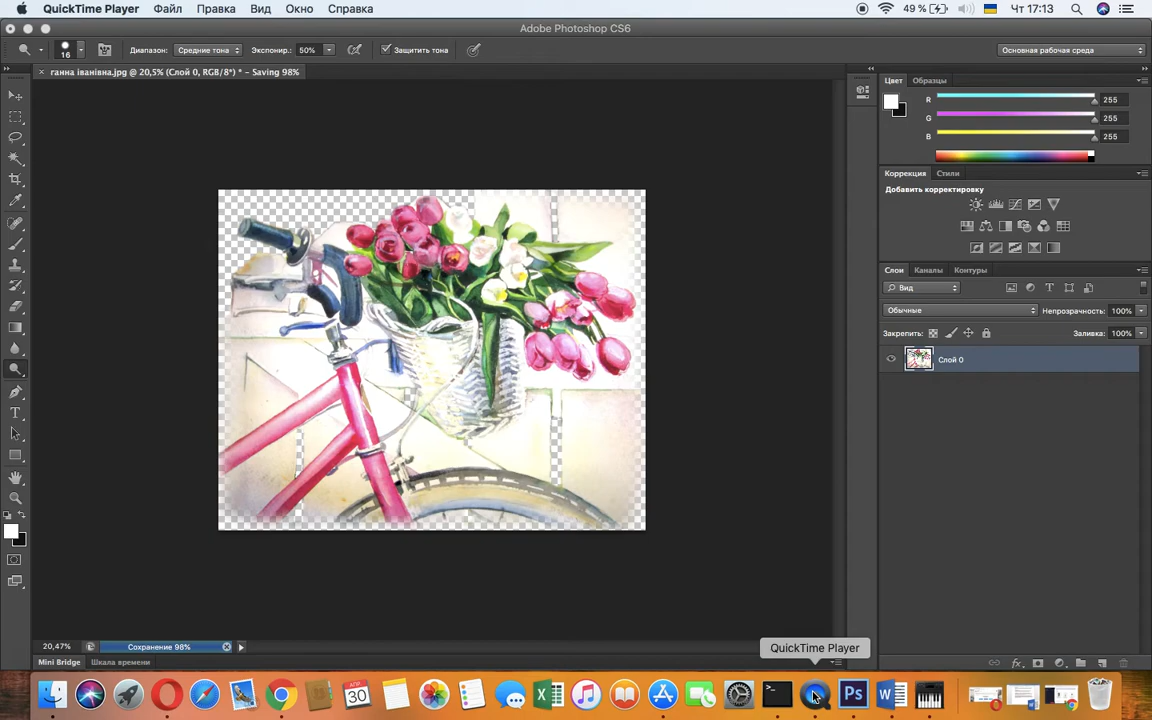 QuickTime Player Файл Правка Вид Окно Справка 49 % Чт 17:13
Adobe Photoshop CS6
16 Диапазон: Средние тона Экспонир.: 50% Защитить тона Основная рабочая среда
× ганна іванівна.jpg @ 20,5% (Слой 0, RGB/8*) * – Saving 98%
Цвет Образцы
R 255
G 255
B 255
Коррекция Стили
Добавить корректировку
Слои Каналы Контуры
Вид
Обычные Непрозрачность: 100%
Закрепить: Заливка: 100%
Слой 0
20,47% Сохранение 98%
QuickTime Player
Mini Bridge Шкала времени
АПР.
30
Ps